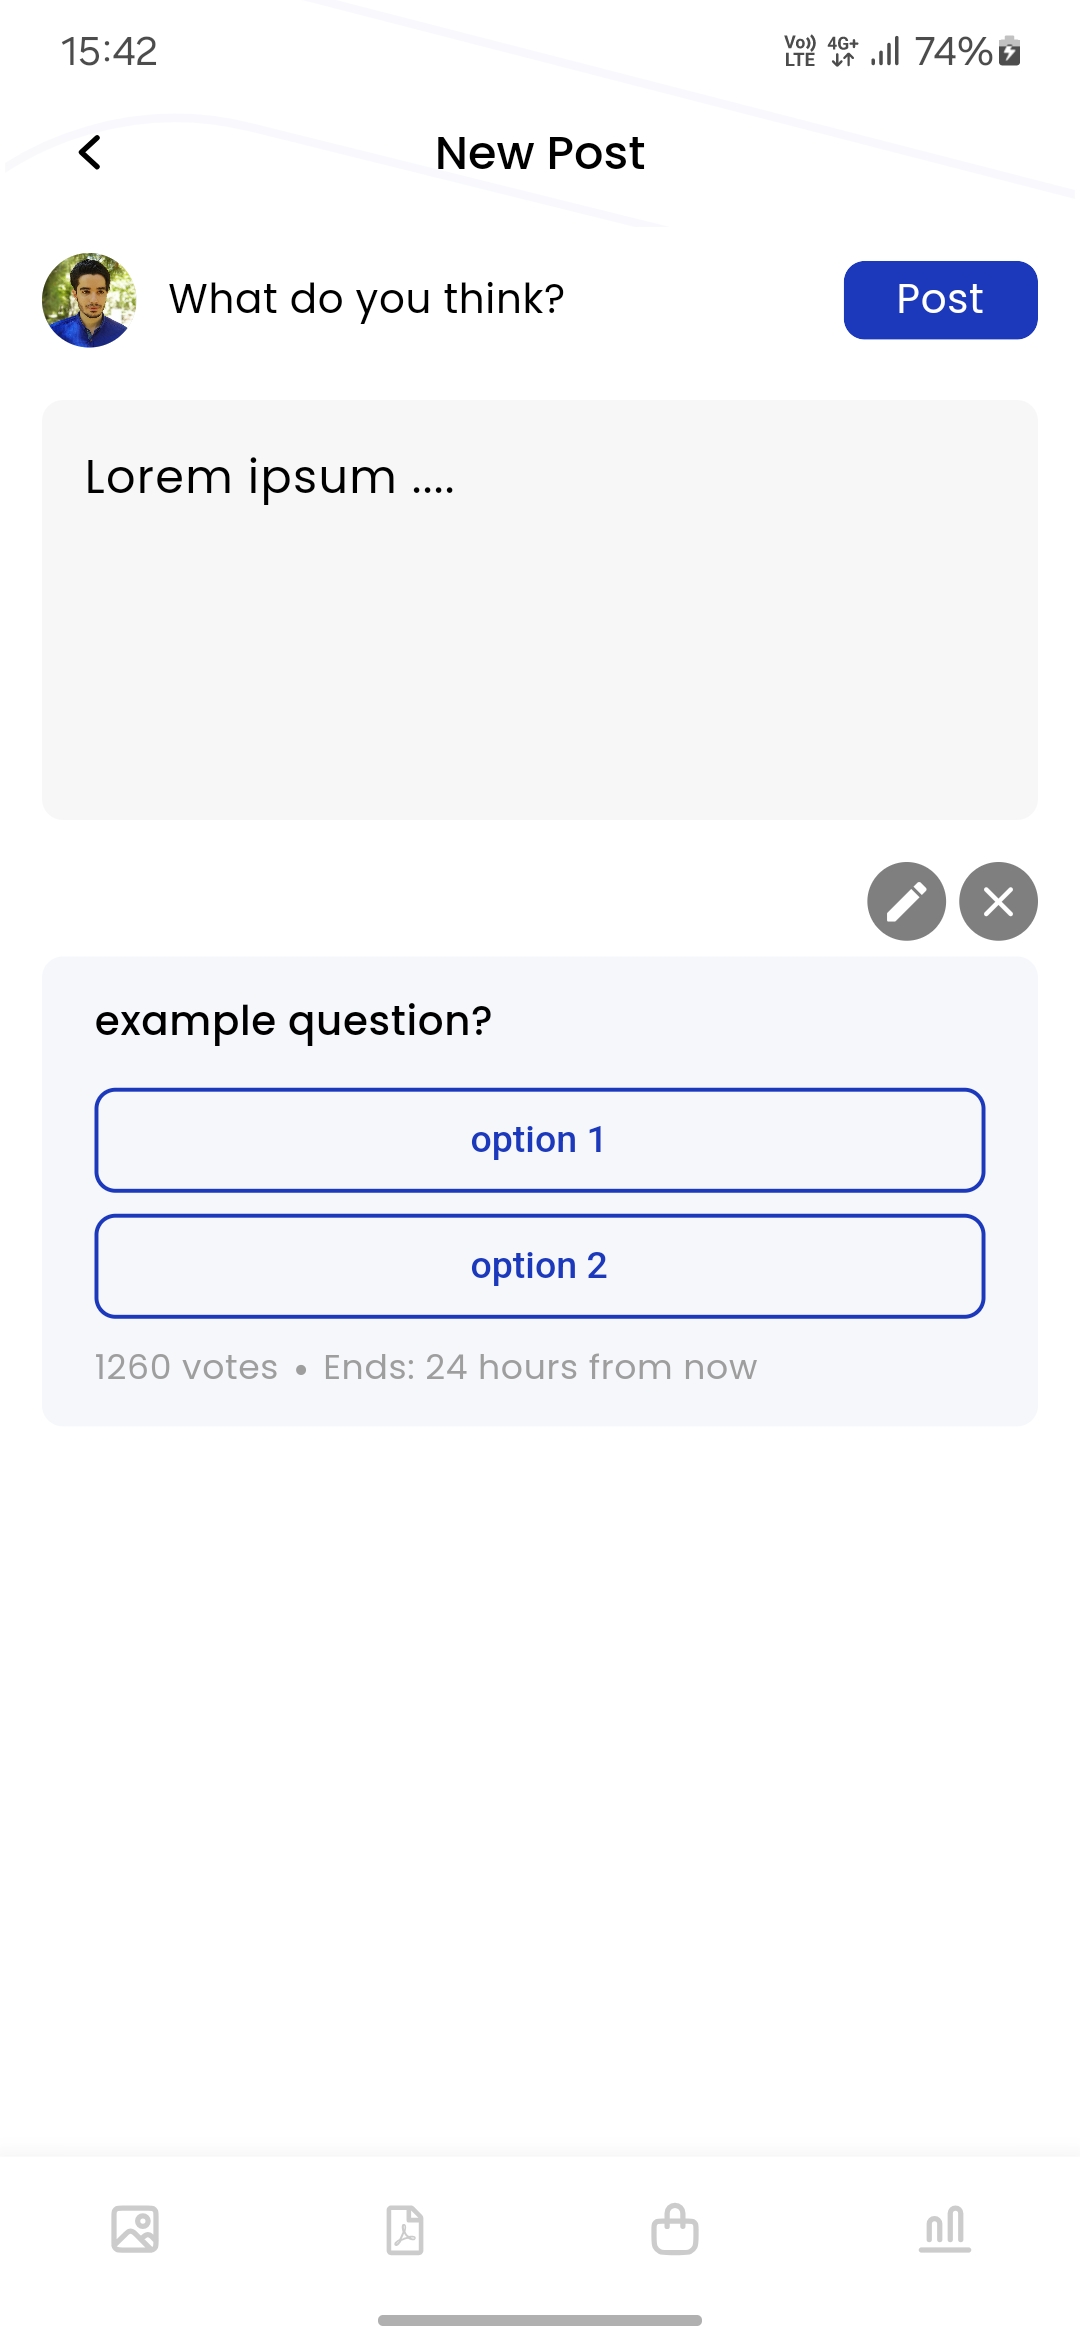 15:42
Vo)) LTE 4G+ 74%
New Post
What do you think?
Post
Lorem ipsum ....
example question?
option 1
option 2
1260 votes • Ends: 24 hours from now